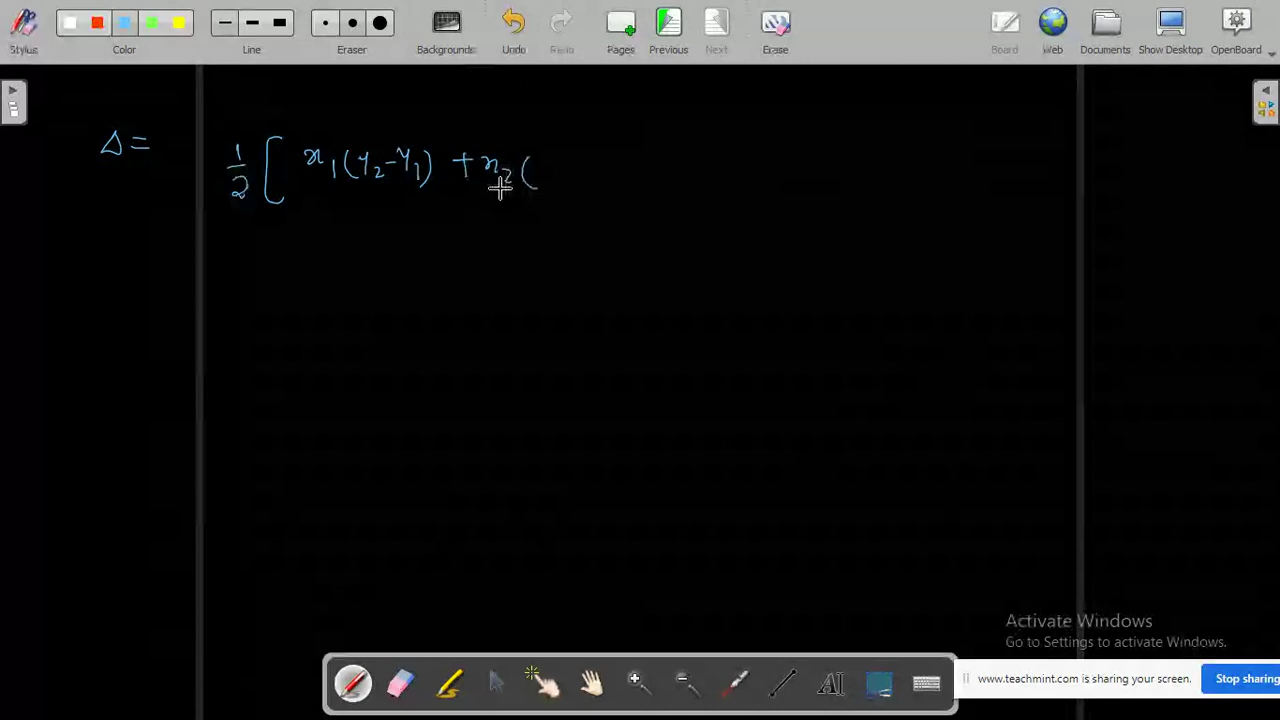 Stylus Color Line Eraser Backgrounds Undo Redo Pages Previous Next Erase Board Web Documents Show Desktop OpenBoard
Δ = 1/2 [ x₁(y₂-y₁) + x₂(
Activate Windows
Go to Settings to activate Windows.
www.teachmint.com is sharing your screen. Stop sharing
AI